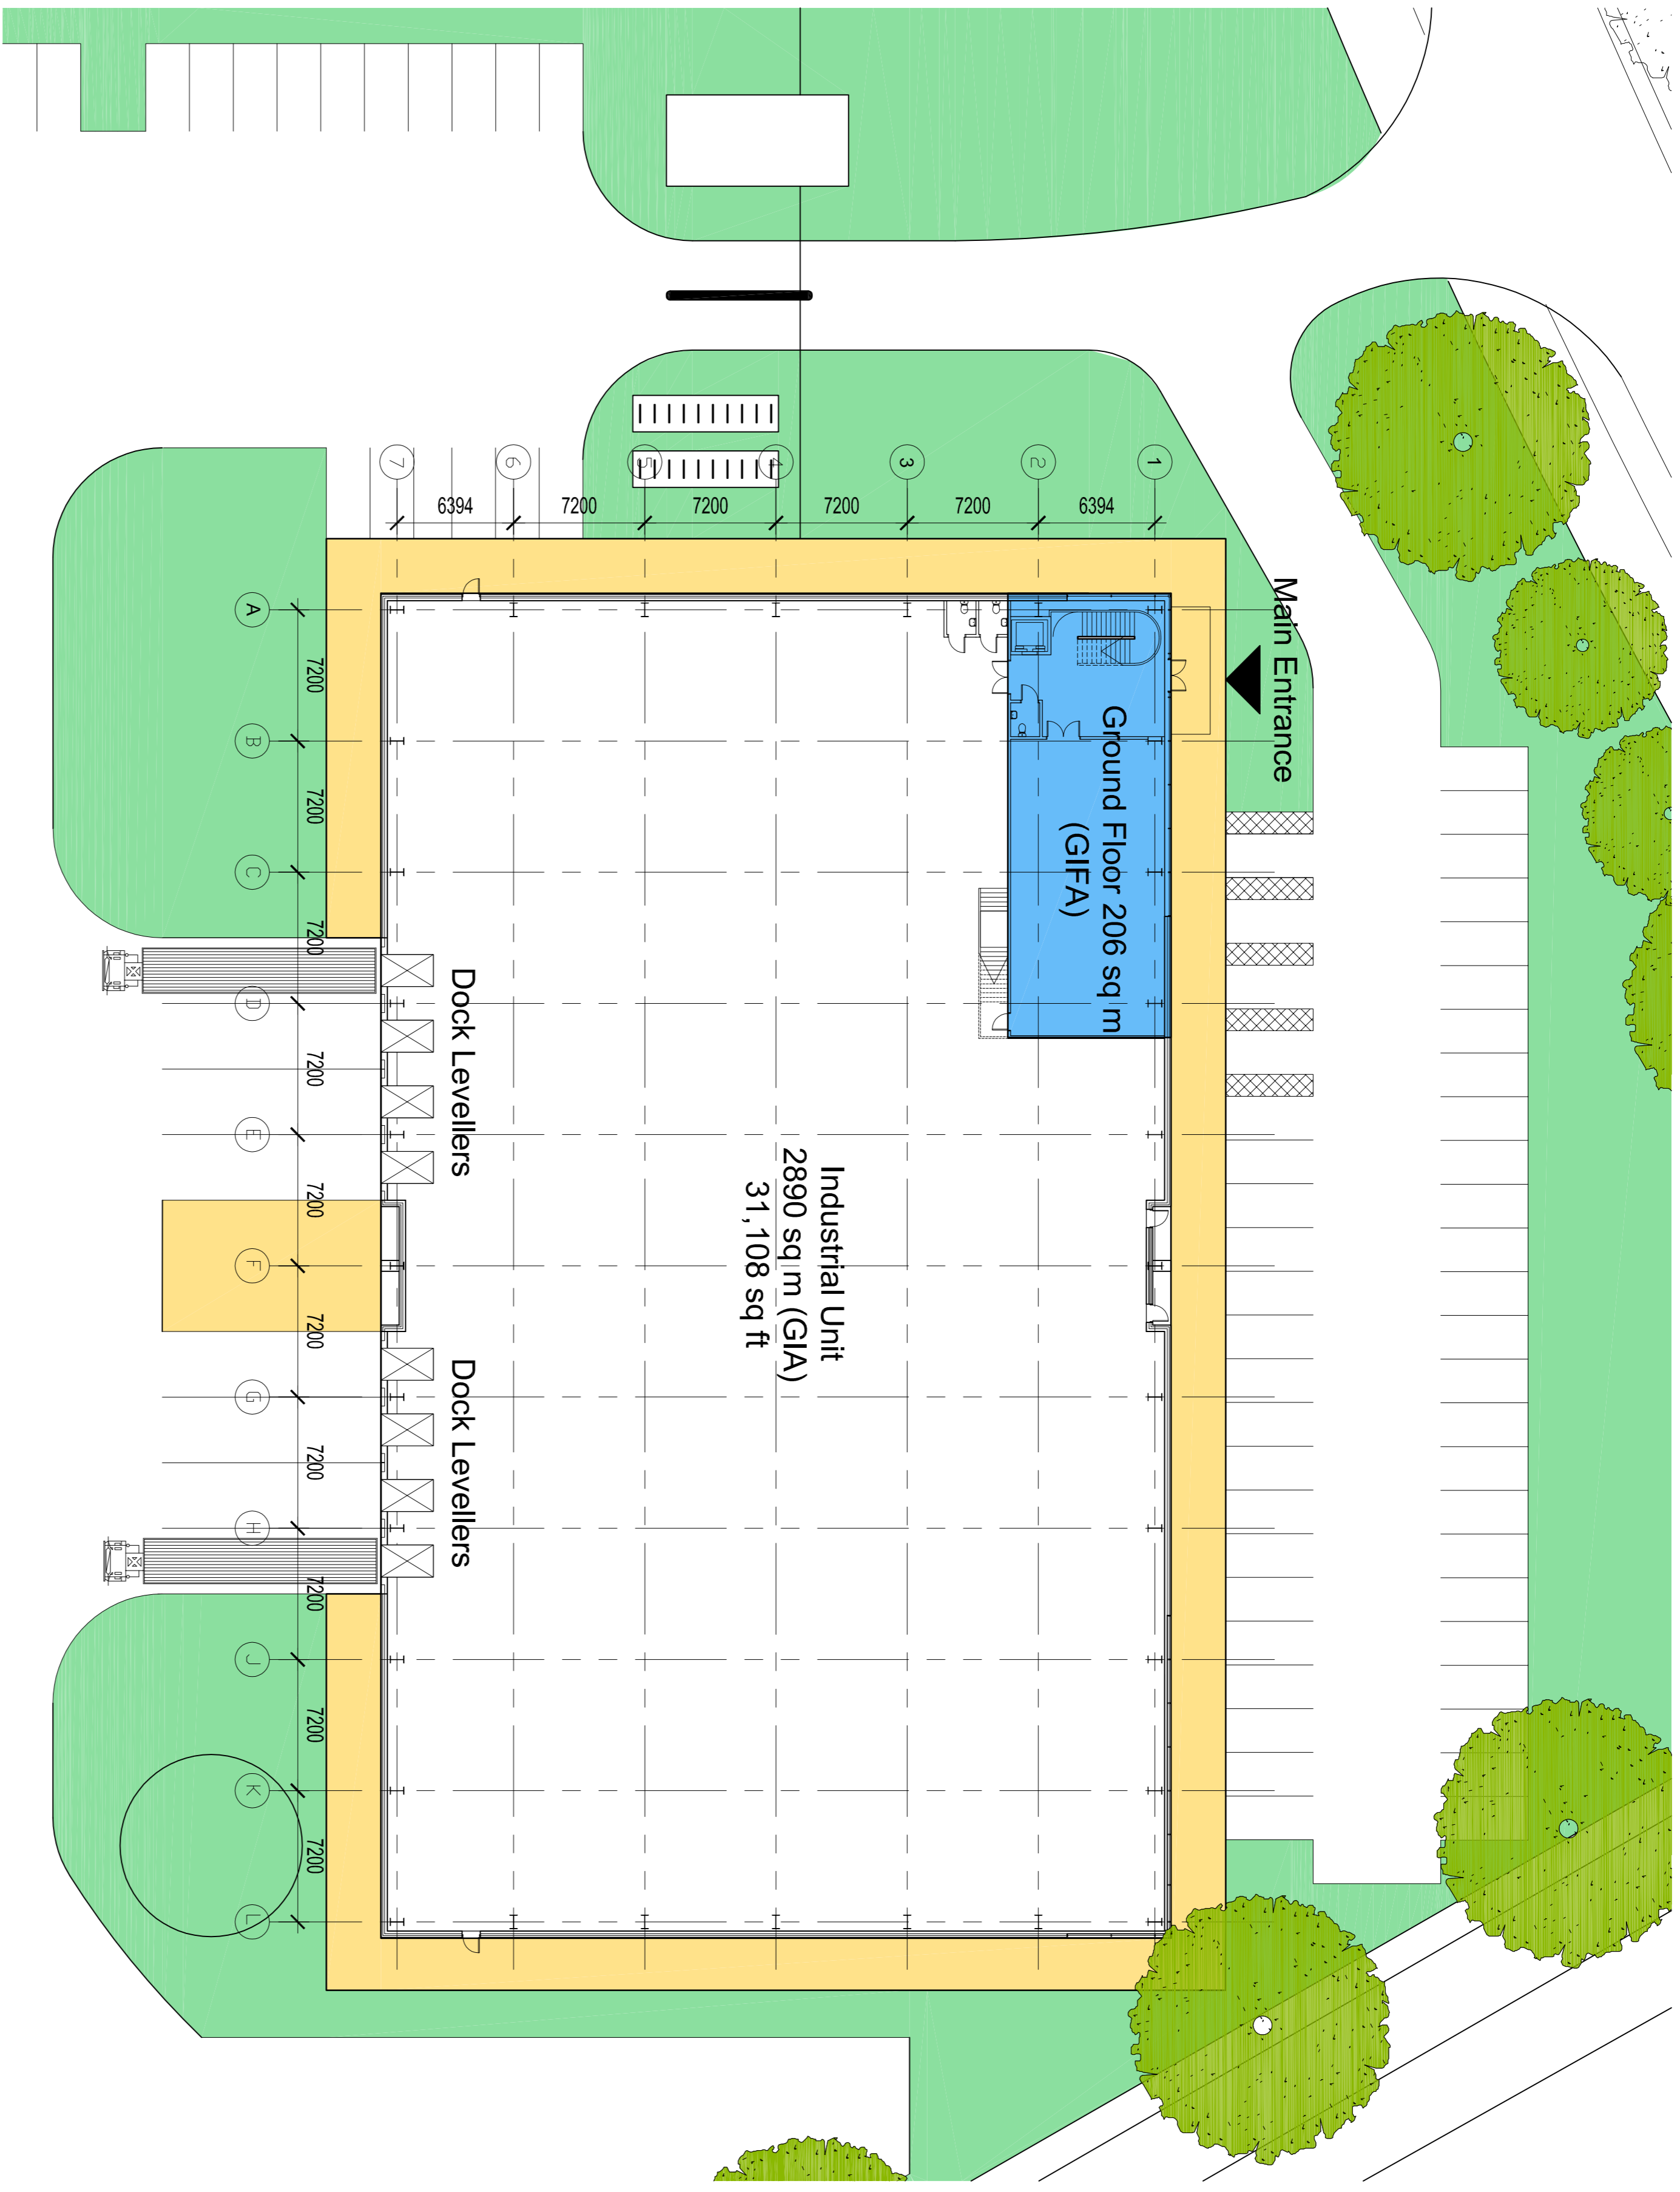 Main Entrance
Ground Floor 206 sq m
(GIFA)
Industrial Unit
2890 sq m (GIA)
31,108 sq ft
Dock Levellers
Dock Levellers
7
6
5
4
3
2
1
6394
7200
7200
7200
7200
6394
A
B
C
D
E
F
G
H
J
K
L
7200
7200
7200
7200
7200
7200
7200
7200
7200
7200